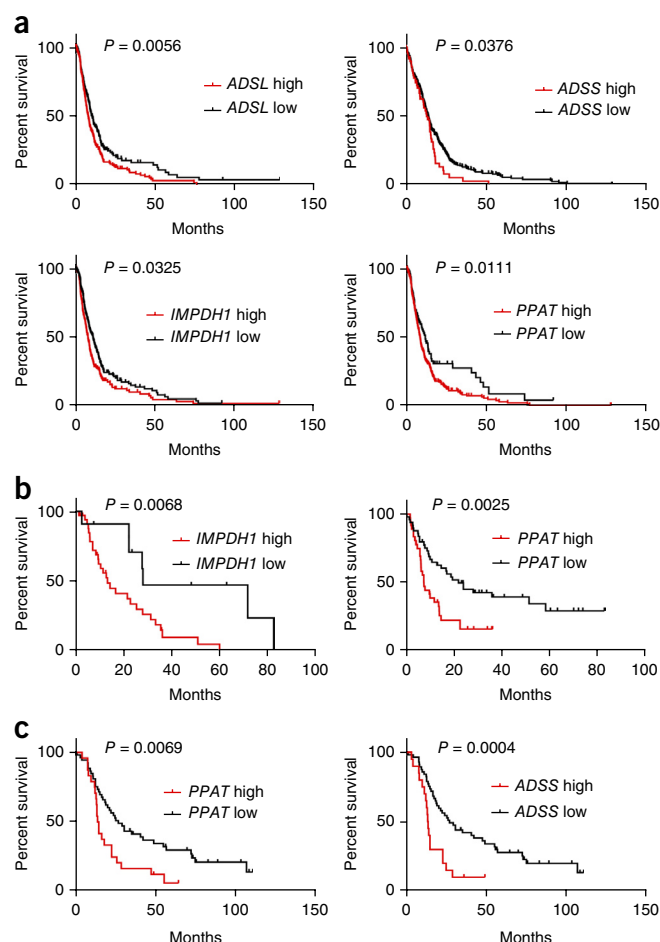 a
P = 0.0056
ADSL high
ADSL low
Percent survival
100
50
0
0 50 100 150
Months
P = 0.0376
ADSS high
ADSS low
Percent survival
100
50
0
0 50 100 150
Months
P = 0.0325
IMPDH1 high
IMPDH1 low
Percent survival
100
50
0
0 50 100 150
Months
P = 0.0111
PPAT high
PPAT low
Percent survival
100
50
0
0 50 100 150
Months
b
P = 0.0068
IMPDH1 high
IMPDH1 low
Percent survival
100
50
0
0 20 40 60 80 100
Months
P = 0.0025
PPAT high
PPAT low
Percent survival
100
50
0
0 20 40 60 80 100
Months
c
P = 0.0069
PPAT high
PPAT low
Percent survival
100
50
0
0 50 100 150
Months
P = 0.0004
ADSS high
ADSS low
Percent survival
100
50
0
0 50 100 150
Months